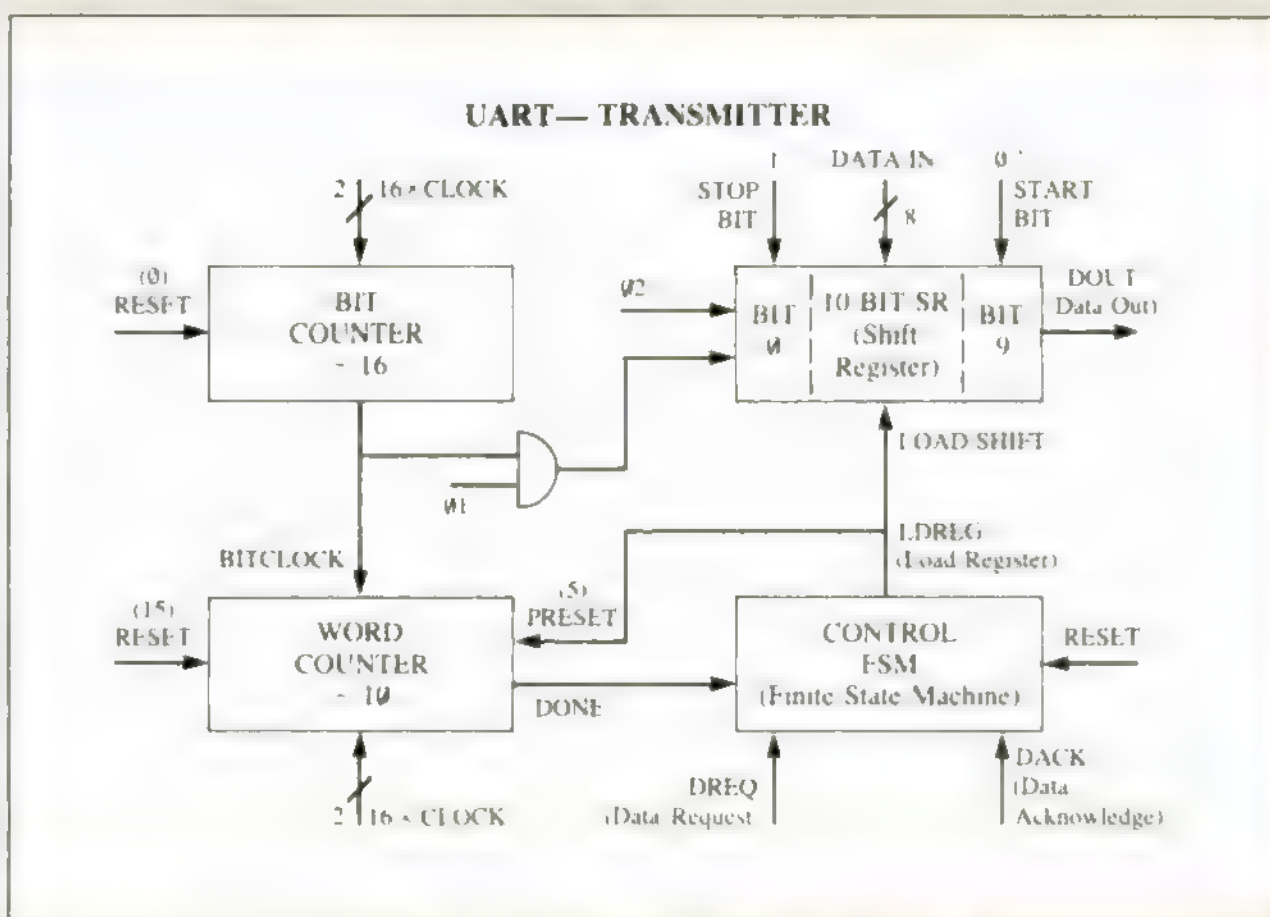 UART— TRANSMITTER
1 DATA IN 0
STOP
BIT
8
START
BIT
2 16× CLOCK
(0)
RESET
BIT
COUNTER
÷ 16
Ø2
BIT
Ø
10 BIT SR
(Shift
Register)
BIT
9
DOUT
Data Out)
LOAD SHIFT
Ø1
BITCLOCK
LDREG
(Load Register)
(5)
PRESET
(15)
RESET
WORD
COUNTER
÷ 10
DONE
CONTROL
FSM
(Finite State Machine)
RESET
2 16× CLOCK
DREQ
(Data Request
DACK
(Data
Acknowledge)